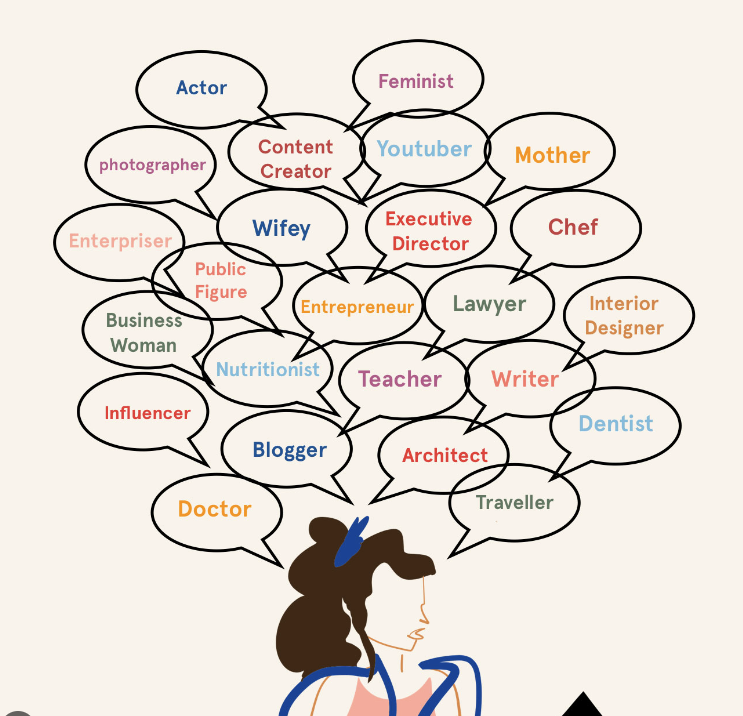 Actor
Feminist
Content
Creator
Youtuber
Mother
photographer
Wifey
Executive
Director
Chef
Enterpriser
Public
Figure
Entrepreneur
Lawyer
Interior
Designer
Business
Woman
Nutritionist
Teacher
Writer
Influencer
Blogger
Architect
Dentist
Doctor
Traveller